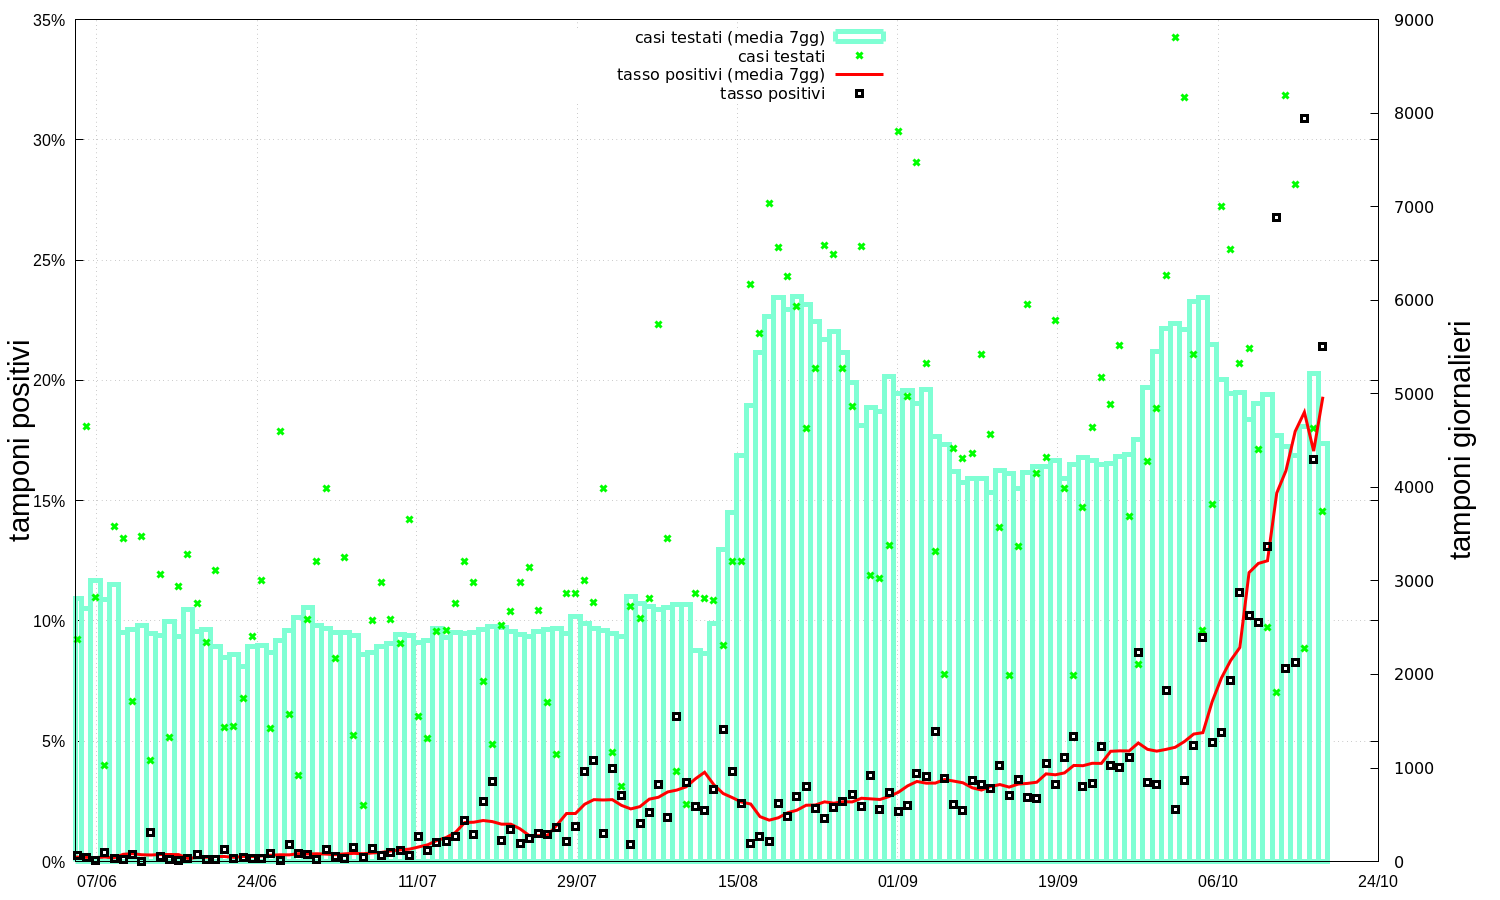 35%
30%
25%
20%
15%
10%
5%
0%
tamponi positivi
casi testati (media 7gg)
casi testati
tasso positivi (media 7gg)
tasso positivi
9000
8000
7000
6000
5000
4000
3000
2000
1000
0
tamponi giornalieri
07/06 24/06 11/07 29/07 15/08 01/09 19/09 06/10 24/10